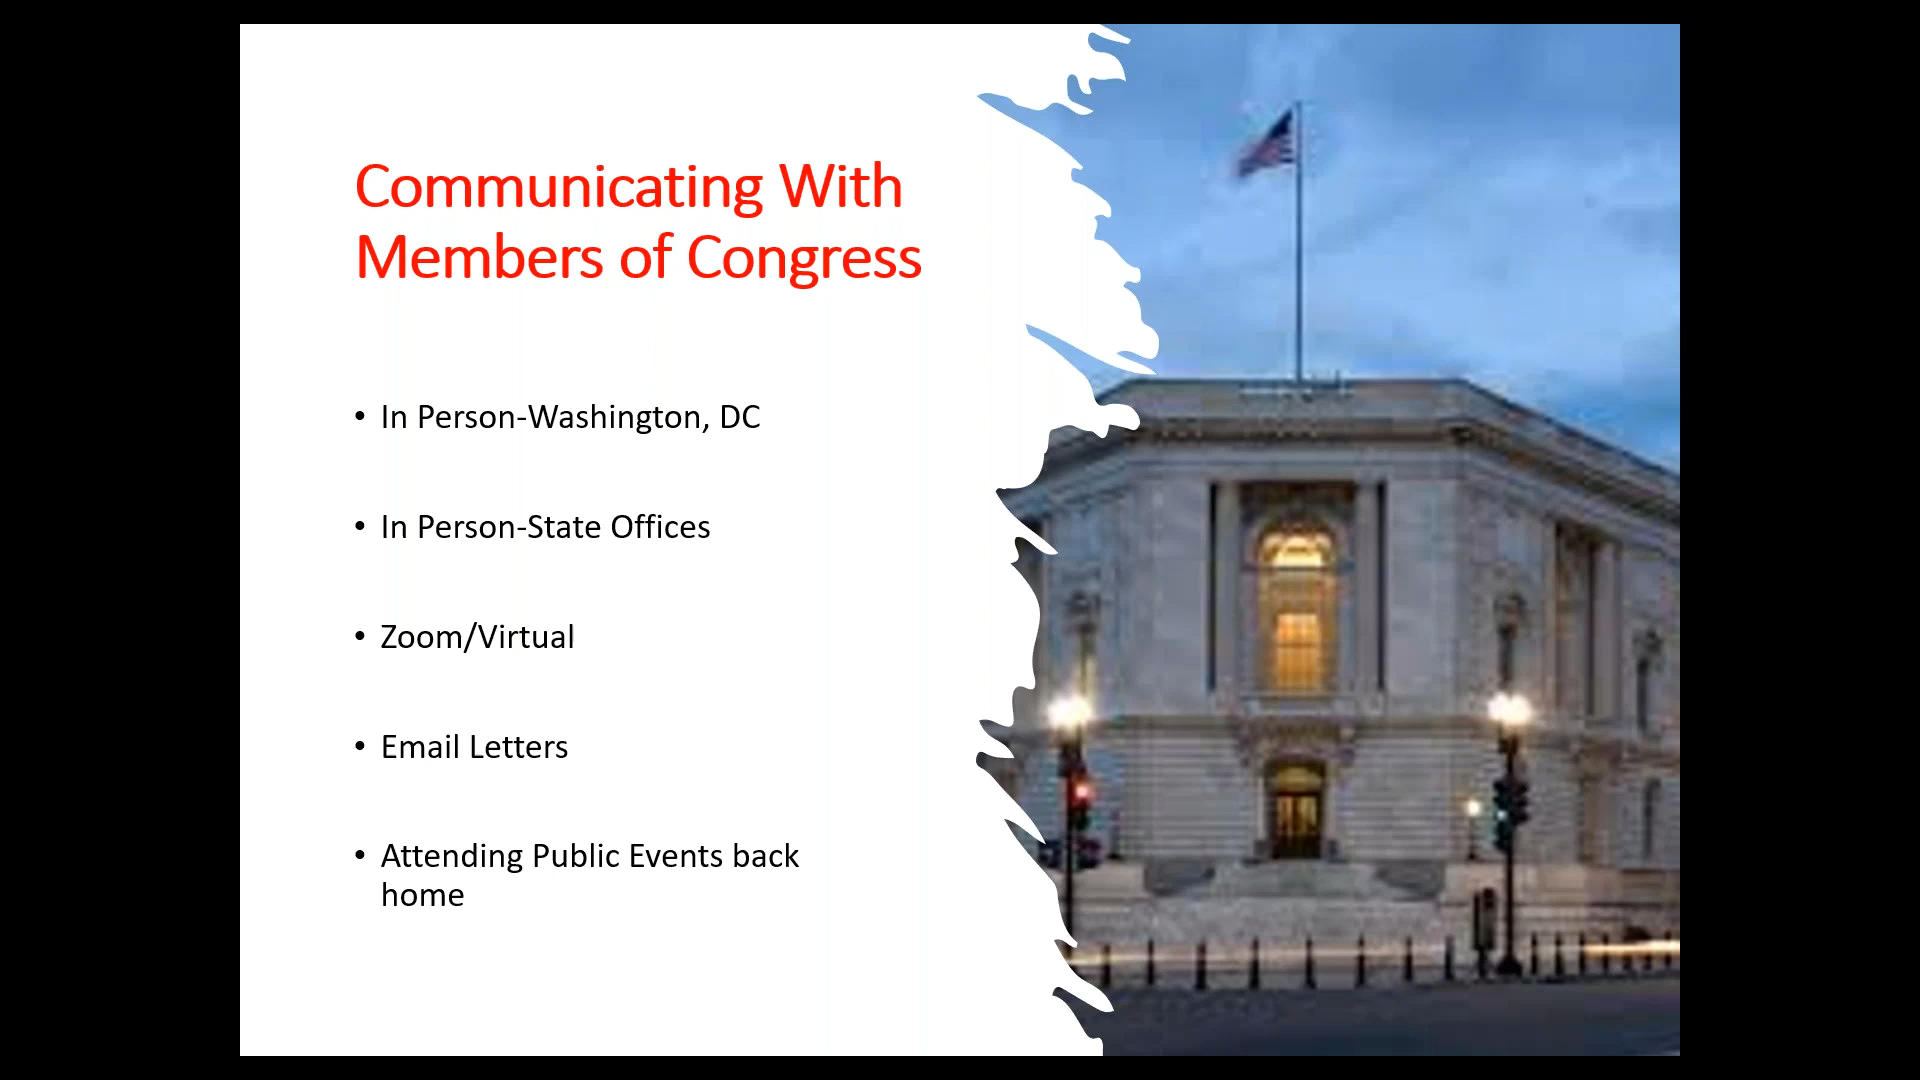 Communicating With
Members of Congress
• In Person-Washington, DC
• In Person-State Offices
• Zoom/Virtual
• Email Letters
• Attending Public Events back
home